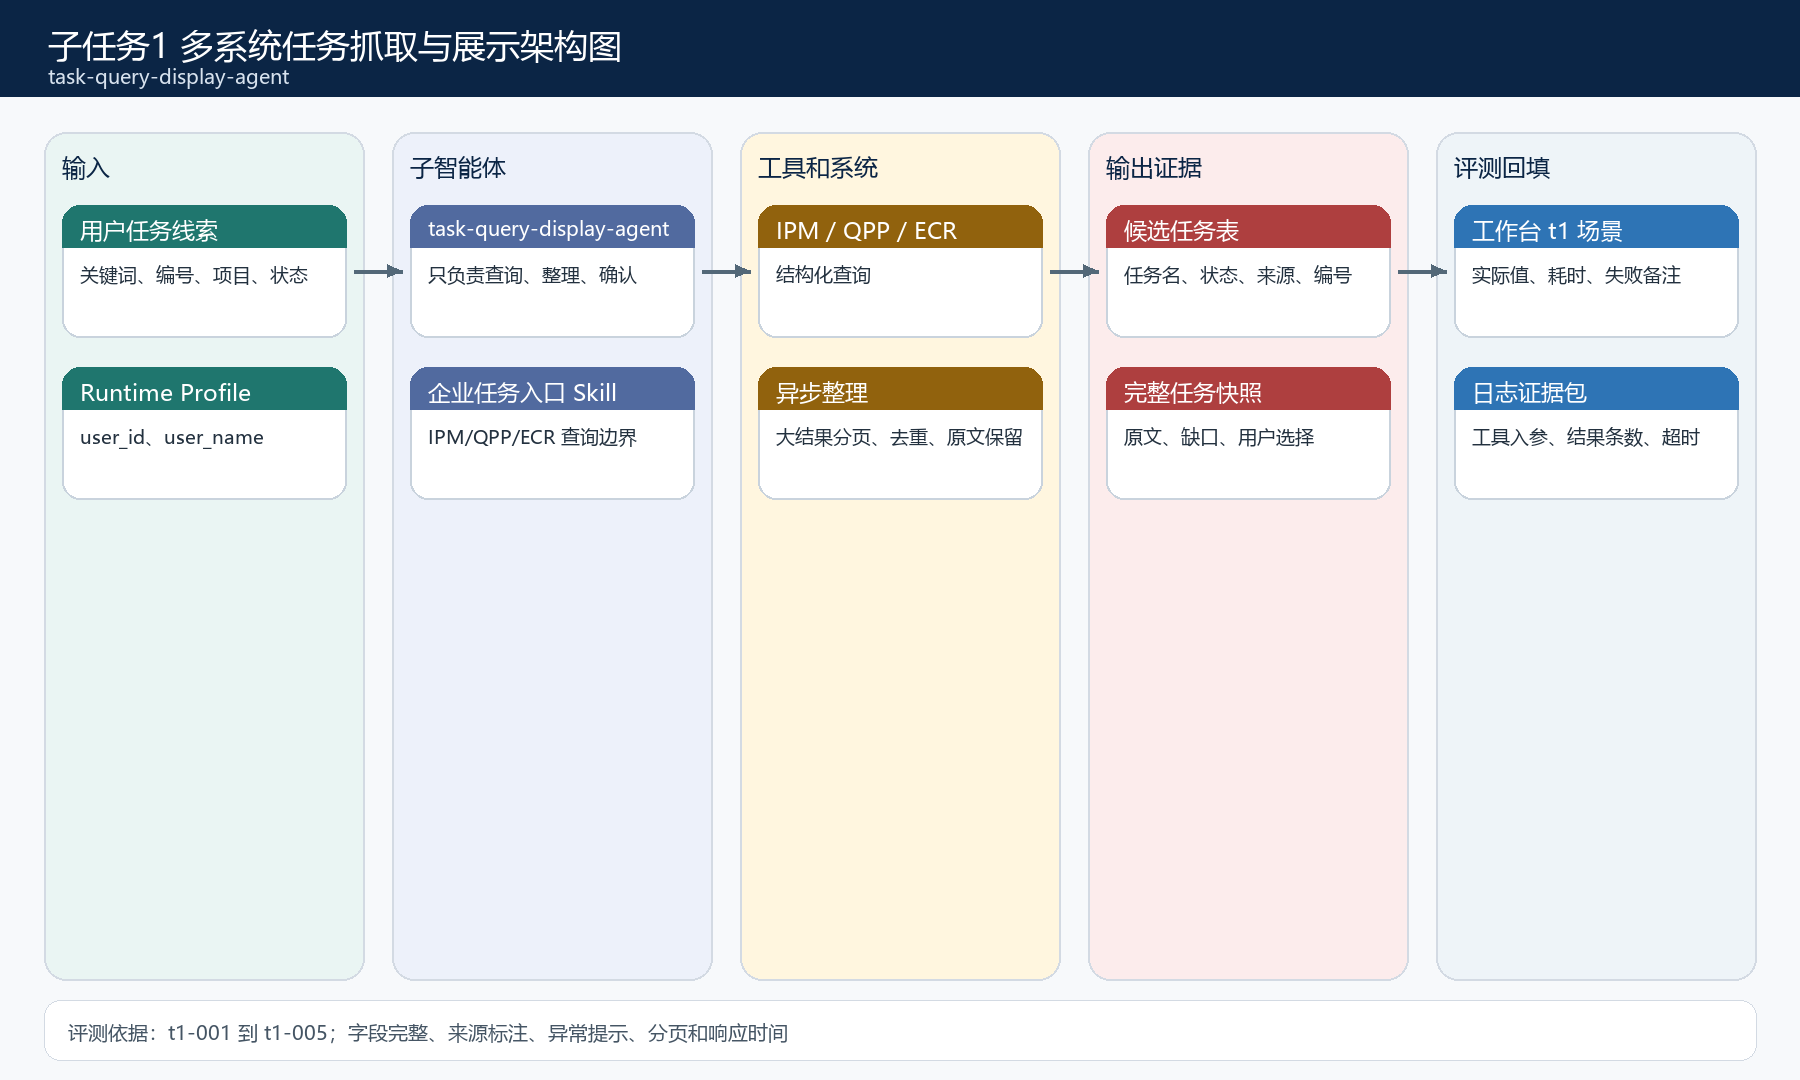 子任务1 多系统任务抓取与展示架构图
task-query-display-agent
输入
用户任务线索
关键词、编号、项目、状态
Runtime Profile
user_id、user_name
子智能体
task-query-display-agent
只负责查询、整理、确认
企业任务入口 Skill
IPM/QPP/ECR 查询边界
工具和系统
IPM / QPP / ECR
结构化查询
异步整理
大结果分页、去重、原文保留
输出证据
候选任务表
任务名、状态、来源、编号
完整任务快照
原文、缺口、用户选择
评测回填
工作台 t1 场景
实际值、耗时、失败备注
日志证据包
工具入参、结果条数、超时
评测依据：t1-001 到 t1-005；字段完整、来源标注、异常提示、分页和响应时间